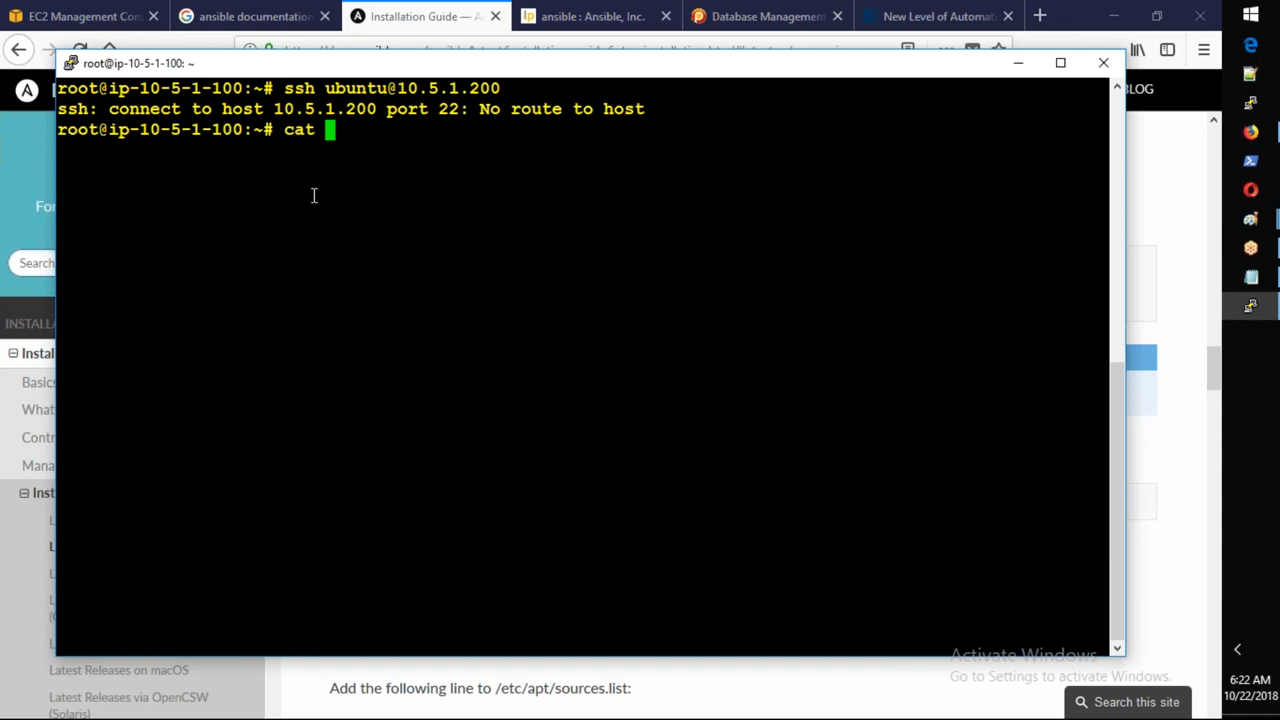 EC2 Management Con
ansible documentation
Installation Guide — A
ansible : Ansible, Inc.
Database Management
New Level of Automati
root@ip-10-5-1-100: ~
BLOG
root@ip-10-5-1-100:~# ssh ubuntu@10.5.1.200
ssh: connect to host 10.5.1.200 port 22: No route to host
root@ip-10-5-1-100:~# cat
For
Search
INSTALLA
Instal
Basics
What
Contr
Mana
Inst
L
L
L
L
(C
L
Latest Releases on macOS
Latest Releases via OpenCSW
(Solaris)
Add the following line to /etc/apt/sources.list:
Activate Windows
Go to Settings to activate Windows.
Search this site
6:22 AM
10/22/2018